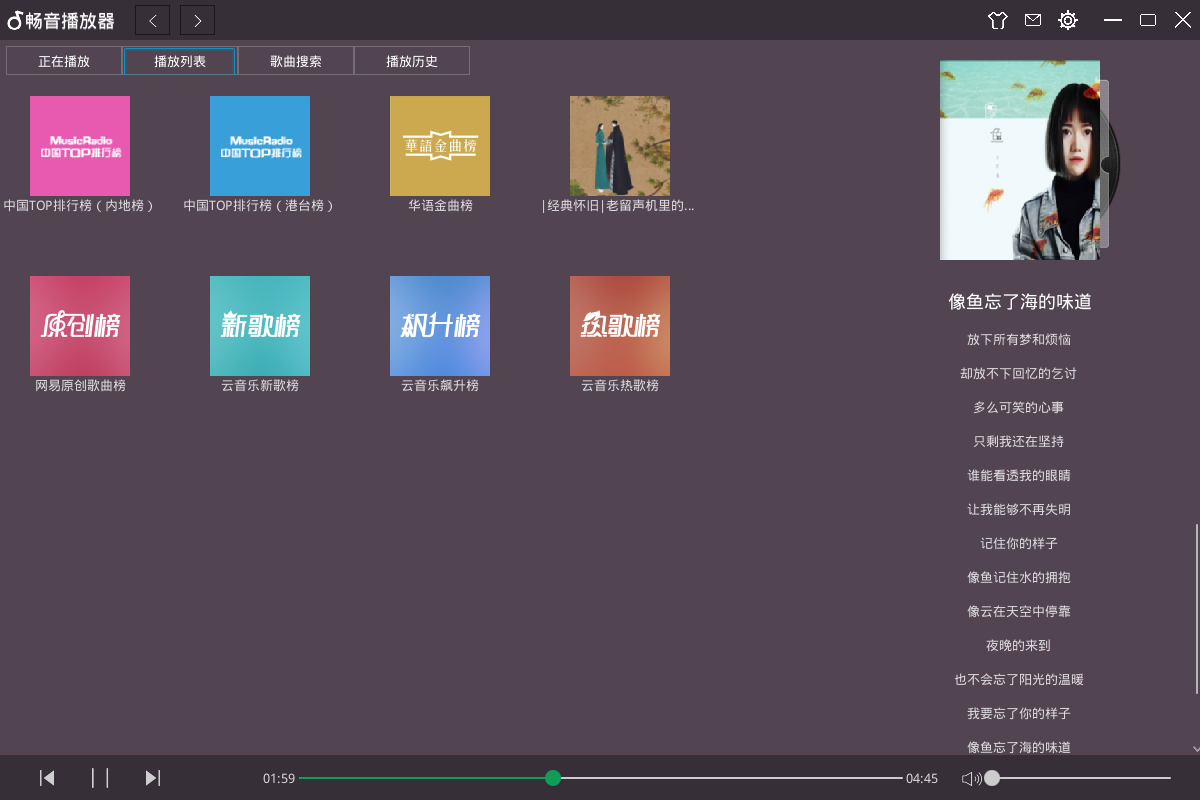 畅音播放器
正在播放
播放列表
歌曲搜索
播放历史
MusicRadio
中国TOP排行榜
MusicRadio
中国TOP排行榜
華語金曲榜
中国TOP排行榜（内地榜）
中国TOP排行榜（港台榜）
华语金曲榜
|经典怀旧|老留声机里的...
原创榜
新歌榜
飙升榜
热歌榜
网易原创歌曲榜
云音乐新歌榜
云音乐飙升榜
云音乐热歌榜
像鱼忘了海的味道
放下所有梦和烦恼
却放不下回忆的乞讨
多么可笑的心事
只剩我还在坚持
谁能看透我的眼睛
让我能够不再失明
记住你的样子
像鱼记住水的拥抱
像云在天空中停靠
夜晚的来到
也不会忘了阳光的温暖
我要忘了你的样子
像鱼忘了海的味道
01:59
04:45